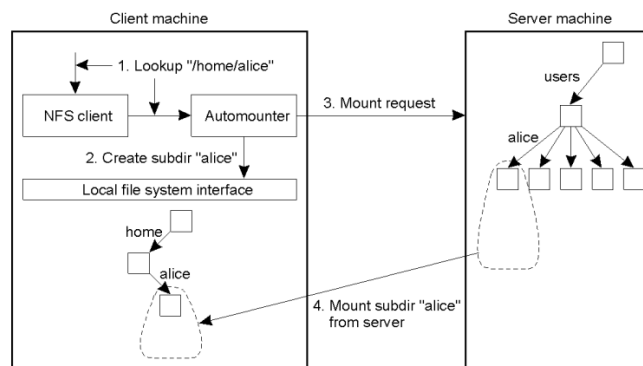 Client machine
Server machine
1. Lookup "/home/alice"
users
NFS client
Automounter
3. Mount request
alice
2. Create subdir "alice"
Local file system interface
home
alice
4. Mount subdir "alice"
from server